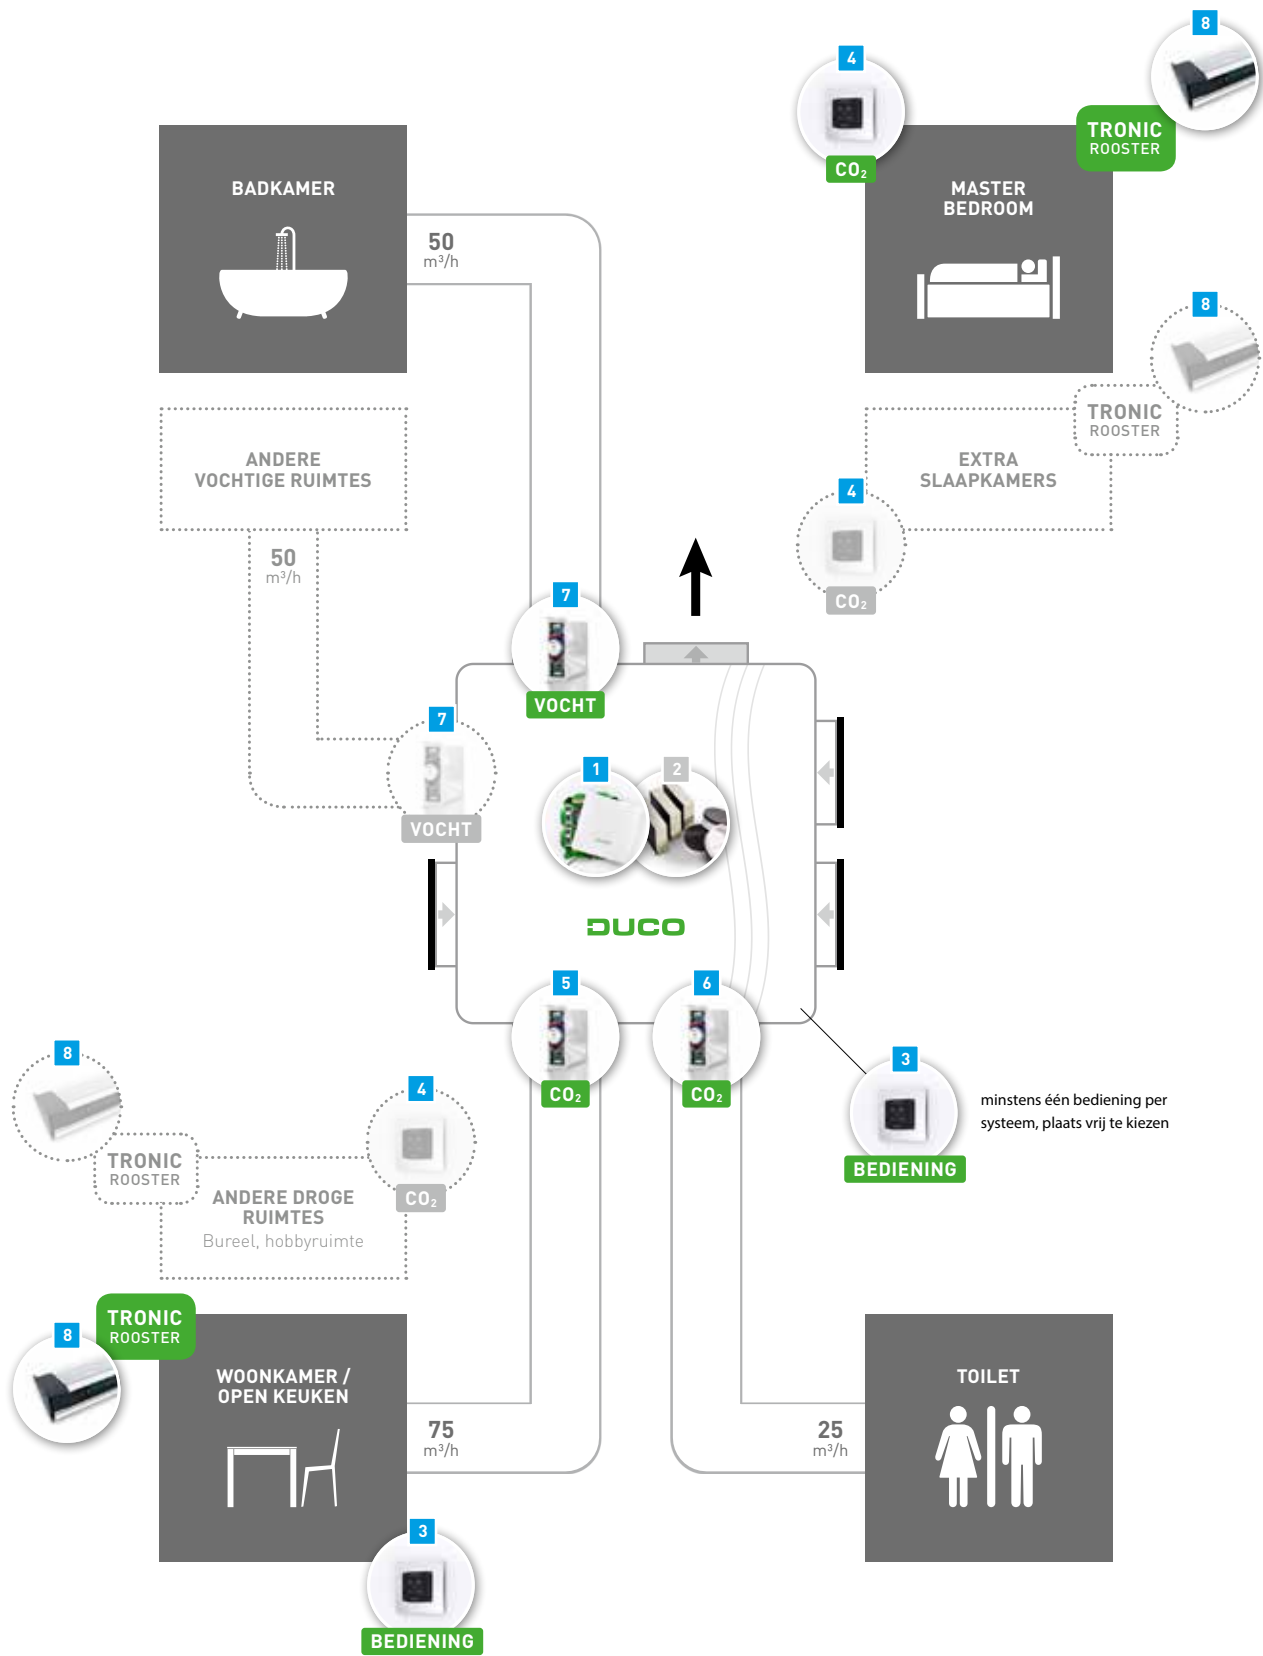 8
4
TRONIC
ROOSTER
CO₂
BADKAMER
MASTER
BEDROOM
50
m³/h
8
TRONIC
ROOSTER
ANDERE
VOCHTIGE RUIMTES
EXTRA
SLAAPKAMERS
4
50
m³/h
CO₂
7
VOCHT
7
VOCHT
1
2
DUCO
5
6
CO₂
CO₂
3
minstens één bediening per
systeem, plaats vrij te kiezen
BEDIENING
8
4
TRONIC
ROOSTER
CO₂
ANDERE DROGE
RUIMTES
Bureel, hobbyruimte
TRONIC
ROOSTER
8
WOONKAMER /
OPEN KEUKEN
TOILET
75
m³/h
25
m³/h
3
BEDIENING